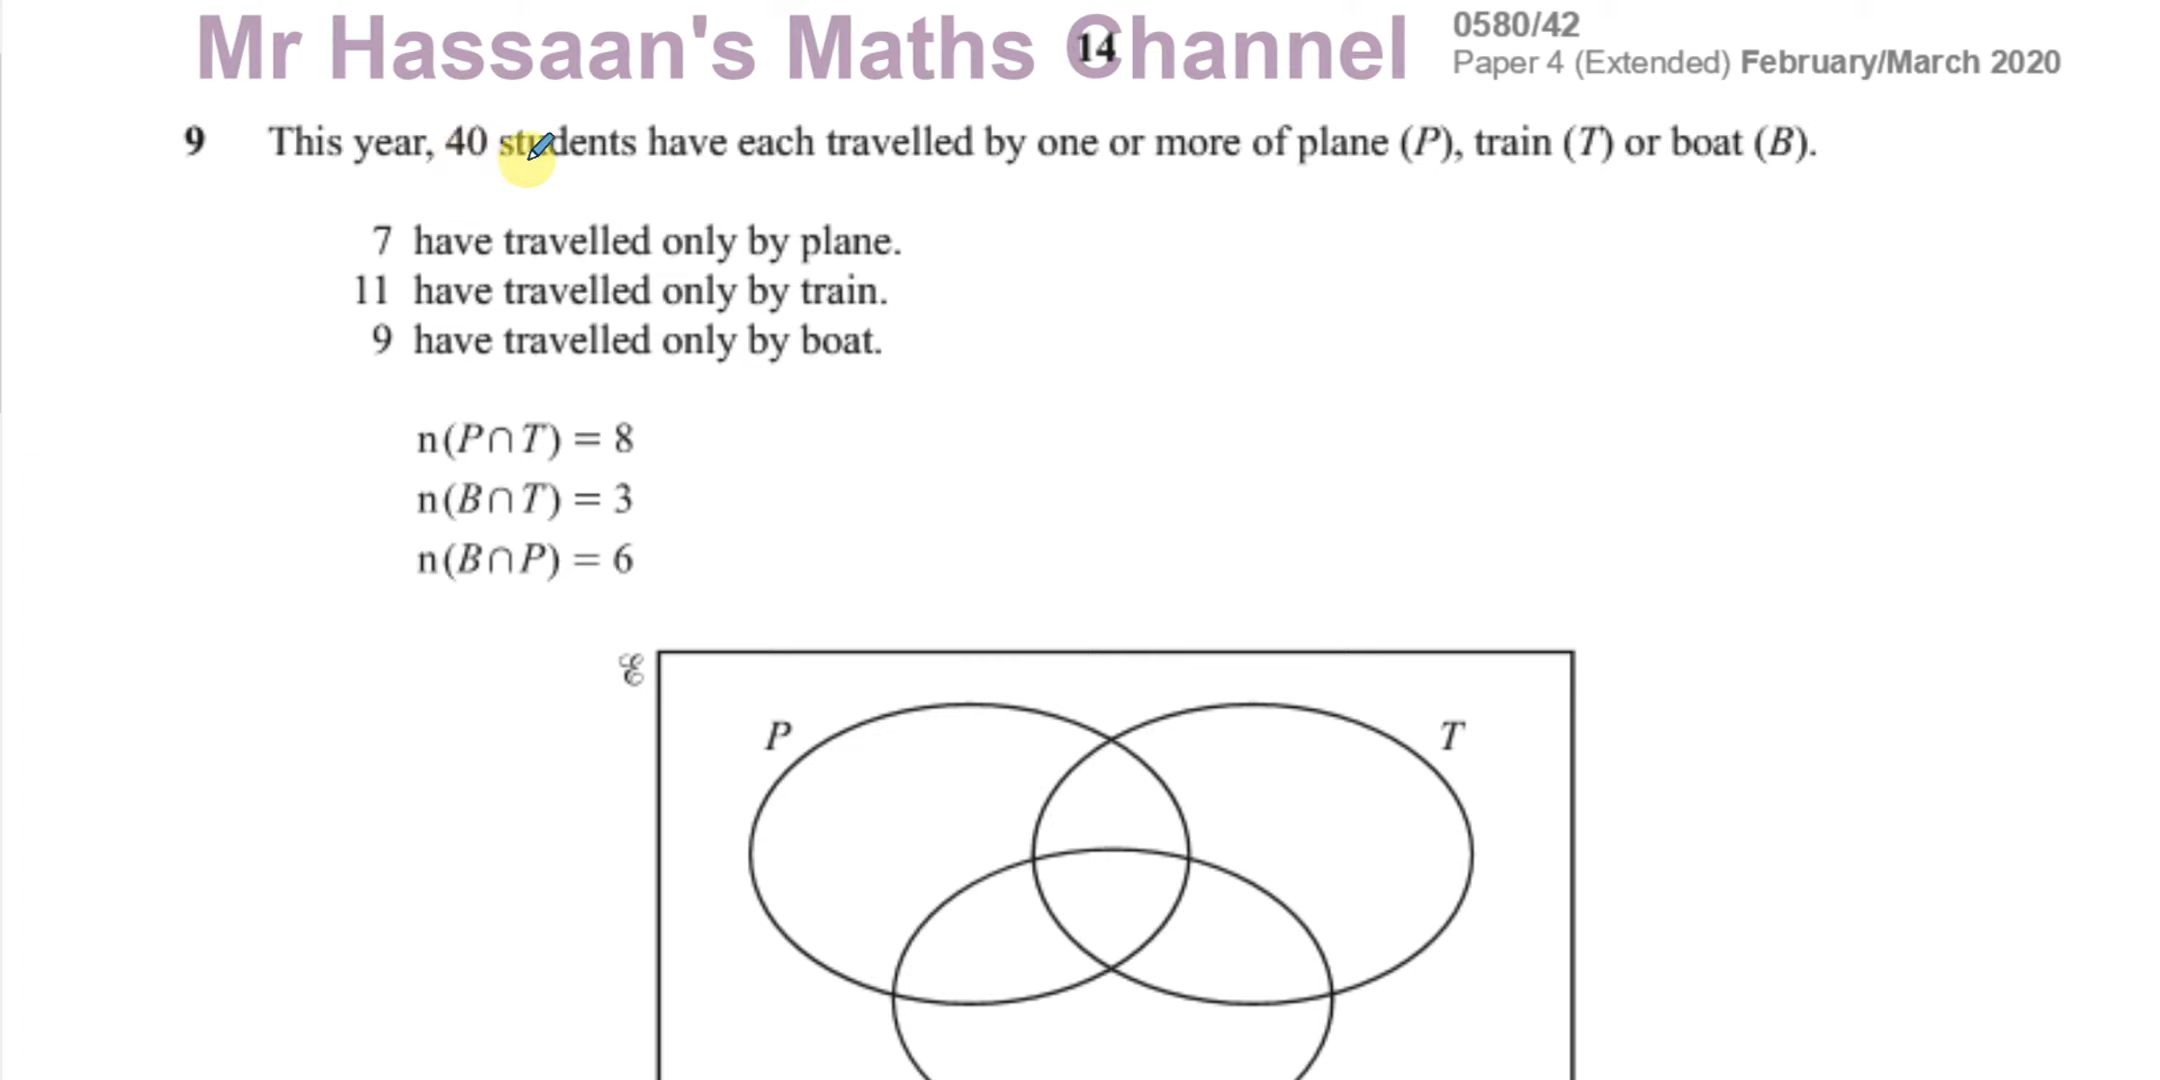 Mr Hassaan's Maths Channel
14
0580/42
Paper 4 (Extended) February/March 2020
9 This year, 40 students have each travelled by one or more of plane (P), train (T) or boat (B).
7 have travelled only by plane.
11 have travelled only by train.
9 have travelled only by boat.
n(P∩T) = 8
n(B∩T) = 3
n(B∩P) = 6
ℰ
P
T